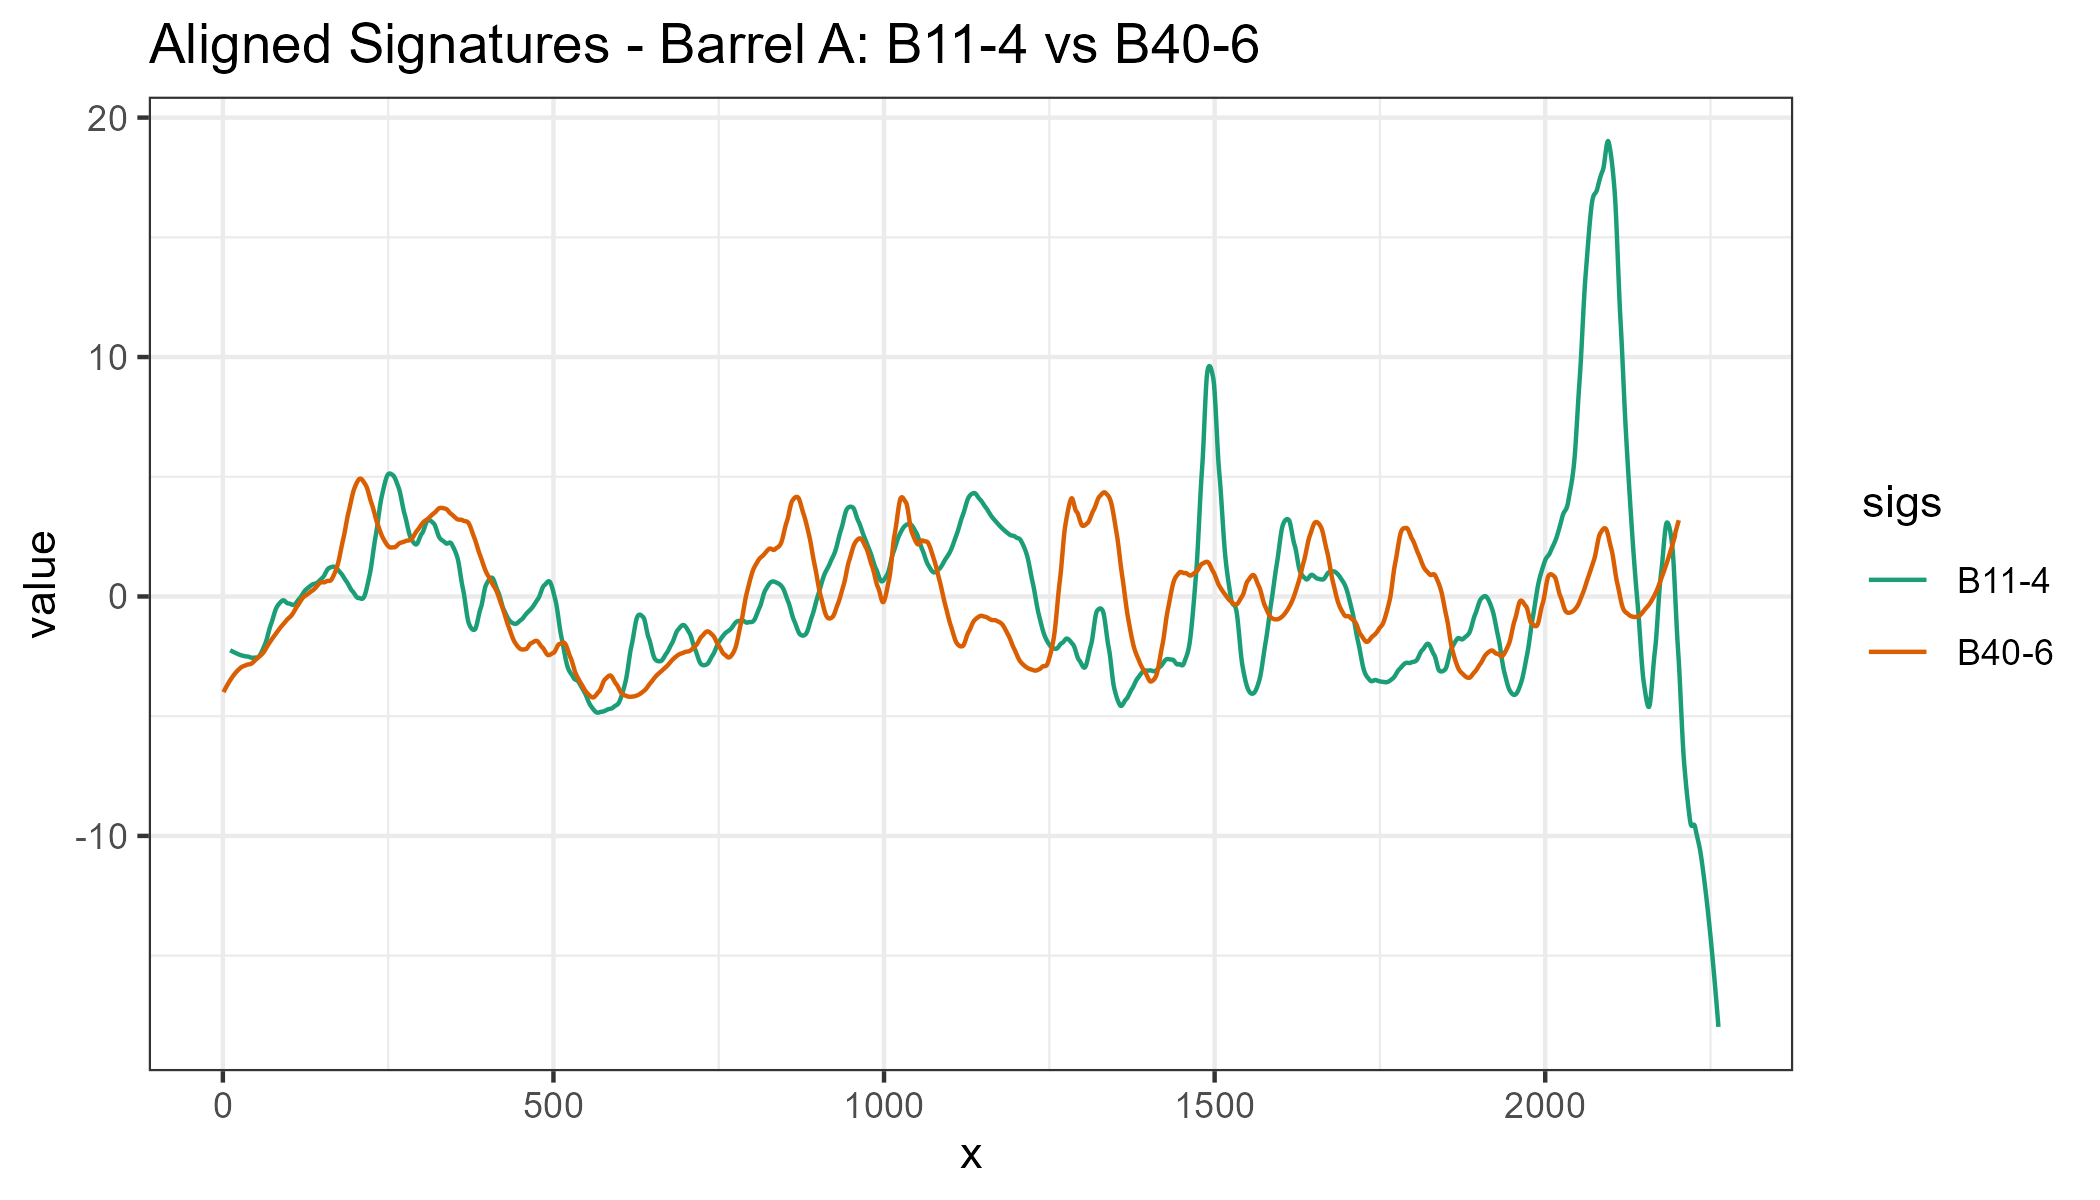 Aligned Signatures - Barrel A: B11-4 vs B40-6
20
10
0
-10
value
0 500 1000 1500 2000
x
sigs
B11-4
B40-6